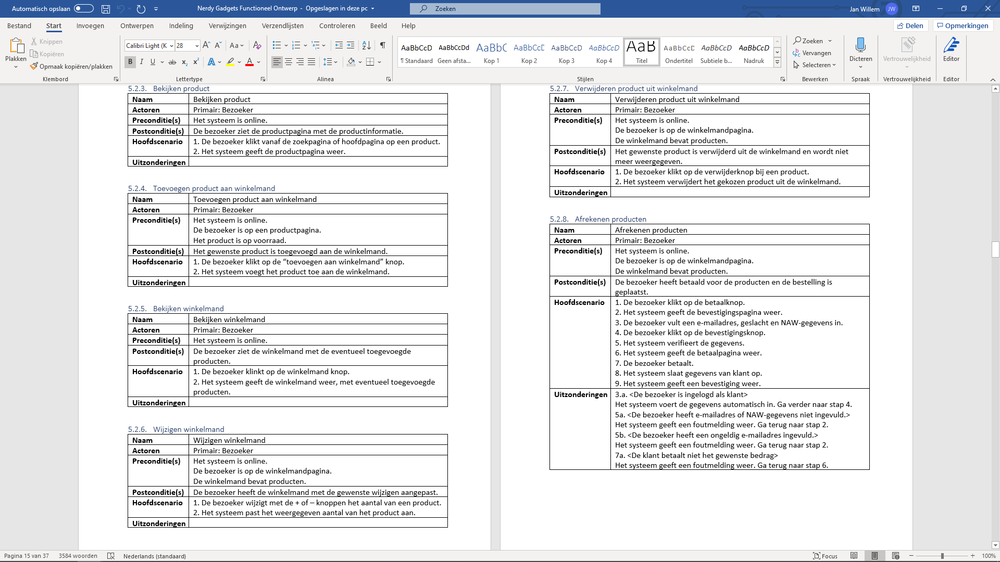 Automatisch opslaan
Nerdy Gadgets Functioneel Ontwerp - Opgeslagen in deze pc
Zoeken
Jan Willem
JW
Bestand Start Invoegen Ontwerpen Indeling Verwijzingen Verzendlijsten Controleren Beeld Help
Delen
Opmerkingen
Plakken
Knippen
Kopiëren
Opmaak kopiëren/plakken
Klembord
Calibri Light (K 28
Lettertype
Alinea
AaBbCcD AaBbCcDd AaBbC AaBbCcD AaBbCcD AaBbCcD AaB AaBbCcD AaBbCcD AaBbCcD
¶ Standaard Geen afsta... Kop 1 Kop 2 Kop 3 Kop 4 Titel Ondertitel Subtiele b... Nadruk
Stijlen
Zoeken
Vervangen
Selecteren
Bewerken
Dicteren
Spraak
Vertrouwelijkheid
Vertrouwelijkheid
Editor
Editor
5.2.3. Bekijken product
Naam Bekijken product
Actoren Primair: Bezoeker
Preconditie(s) Het systeem is online.
Postconditie(s) De bezoeker ziet de productpagina met de productinformatie.
Hoofdscenario 1. De bezoeker klikt vanaf de zoekpagina of hoofdpagina op een product.
2. Het systeem geeft de productpagina weer.
Uitzonderingen
5.2.4. Toevoegen product aan winkelmand
Naam Toevoegen product aan winkelmand
Actoren Primair: Bezoeker
Preconditie(s) Het systeem is online.
De bezoeker is op een productpagina.
Het product is op voorraad.
Postconditie(s) Het gewenste product is toegevoegd aan de winkelmand.
Hoofdscenario 1. De bezoeker klikt op de “toevoegen aan winkelmand” knop.
2. Het systeem voegt het product toe aan de winkelmand.
Uitzonderingen
5.2.5. Bekijken winkelmand
Naam Bekijken winkelmand
Actoren Primair: Bezoeker
Preconditie(s) Het systeem is online.
Postconditie(s) De bezoeker ziet de winkelmand met de eventueel toegevoegde
producten.
Hoofdscenario 1. De bezoeker klinkt op de winkelmand knop.
2. Het systeem geeft de winkelmand weer, met eventueel toegevoegde
producten.
Uitzonderingen
5.2.6. Wijzigen winkelmand
Naam Wijzigen winkelmand
Actoren Primair: Bezoeker
Preconditie(s) Het systeem is online.
De bezoeker is op de winkelmandpagina.
De winkelmand bevat producten.
Postconditie(s) De bezoeker heeft de winkelmand met de gewenste wijzigen aangepast.
Hoofdscenario 1. De bezoeker wijzigt met de + of – knoppen het aantal van een product.
2. Het systeem past het weergegeven aantal van het product aan.
Uitzonderingen
5.2.7. Verwijderen product uit winkelmand
Naam Verwijderen product uit winkelmand
Actoren Primair: Bezoeker
Preconditie(s) Het systeem is online.
De bezoeker is op de winkelmandpagina.
De winkelmand bevat producten.
Postconditie(s) Het gewenste product is verwijderd uit de winkelmand en wordt niet
meer weergegeven.
Hoofdscenario 1. De bezoeker klikt op de verwijderknop bij een product.
2. Het systeem verwijdert het gekozen product uit de winkelmand.
Uitzonderingen
5.2.8. Afrekenen producten
Naam Afrekenen producten
Actoren Primair: Bezoeker
Preconditie(s) Het systeem is online.
De bezoeker is op de winkelmandpagina.
De winkelmand bevat producten.
Postconditie(s) De bezoeker heeft betaald voor de producten en de bestelling is
geplaatst.
Hoofdscenario 1. De bezoeker klikt op de betaalknop.
2. Het systeem geeft de bevestigingspagina weer.
3. De bezoeker vult een e-mailadres, geslacht en NAW-gegevens in.
4. De bezoeker klikt op de bevestigingsknop.
5. Het systeem verifieert de gegevens.
6. Het systeem geeft de betaalpagina weer.
7. De bezoeker betaalt.
8. Het systeem slaat gegevens van klant op.
9. Het systeem geeft een bevestiging weer.
Uitzonderingen 3.a. <De bezoeker is ingelogd als klant>
Het systeem voert de gegevens automatisch in. Ga verder naar stap 4.
5a. <De bezoeker heeft e-mailadres of NAW-gegevens niet ingevuld.>
Het systeem geeft een foutmelding weer. Ga terug naar stap 2.
5b. <De bezoeker heeft een ongeldig e-mailadres ingevuld.>
Het systeem geeft een foutmelding weer. Ga terug naar stap 2.
7a. <De klant betaalt niet het gewenste bedrag>
Het systeem geeft een foutmelding weer. Ga terug naar stap 6.
Pagina 15 van 37 3584 woorden Nederlands (standaard)
Focus
100%